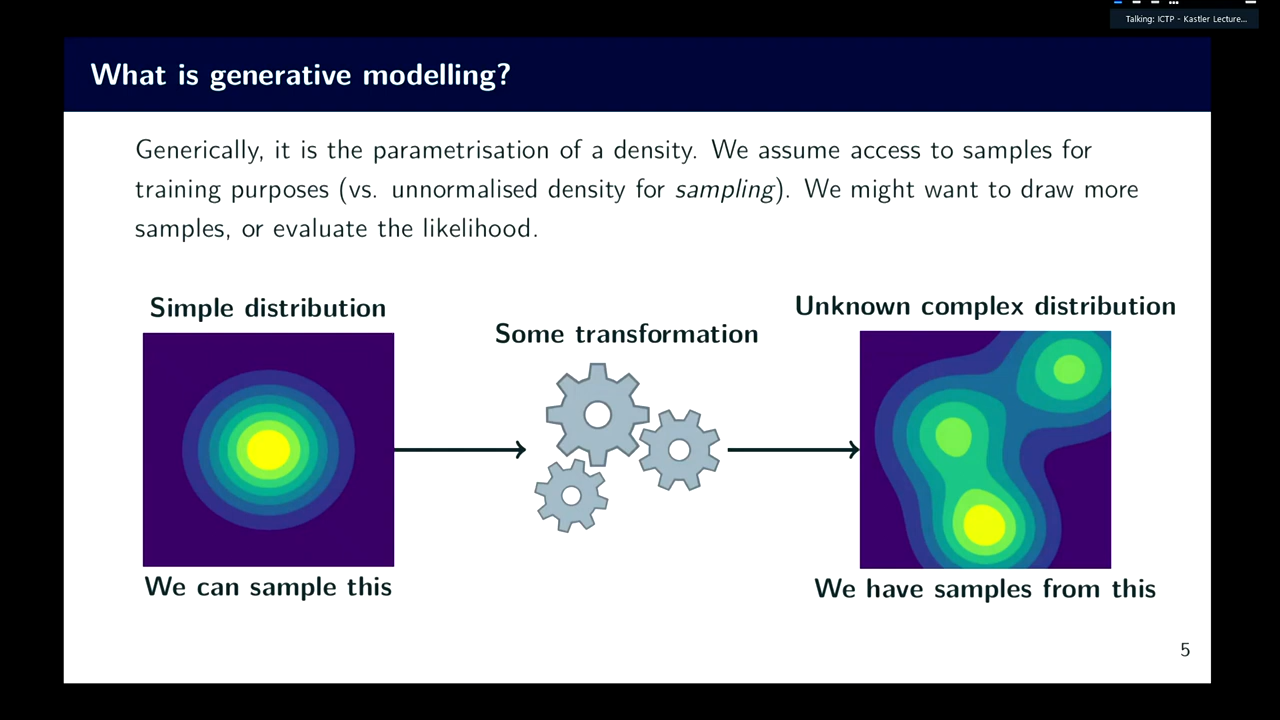 Talking: ICTP - Kastler Lecture...
What is generative modelling?
Generically, it is the parametrisation of a density. We assume access to samples for
training purposes (vs. unnormalised density for sampling). We might want to draw more
samples, or evaluate the likelihood.
Simple distribution
Some transformation
Unknown complex distribution
We can sample this
We have samples from this
5